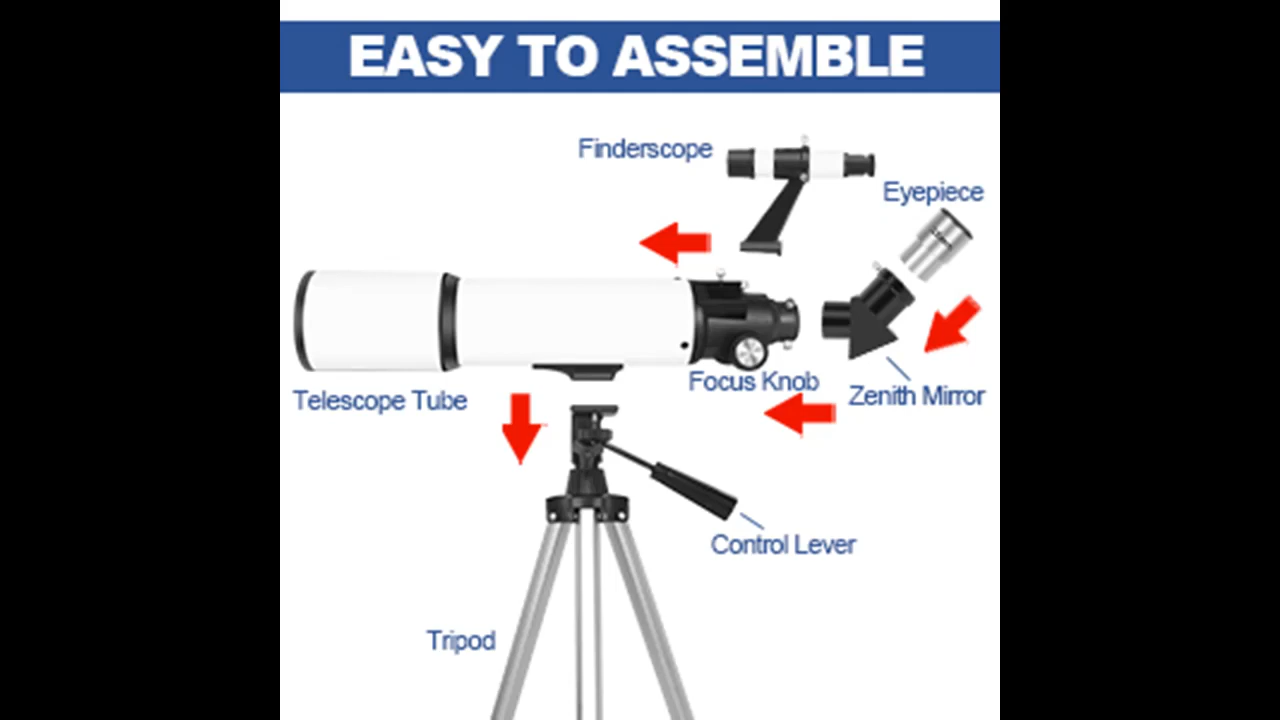 EASY TO ASSEMBLE
Finderscope
Eyepiece
Focus Knob
Telescope Tube
Zenith Mirror
Control Lever
Tripod